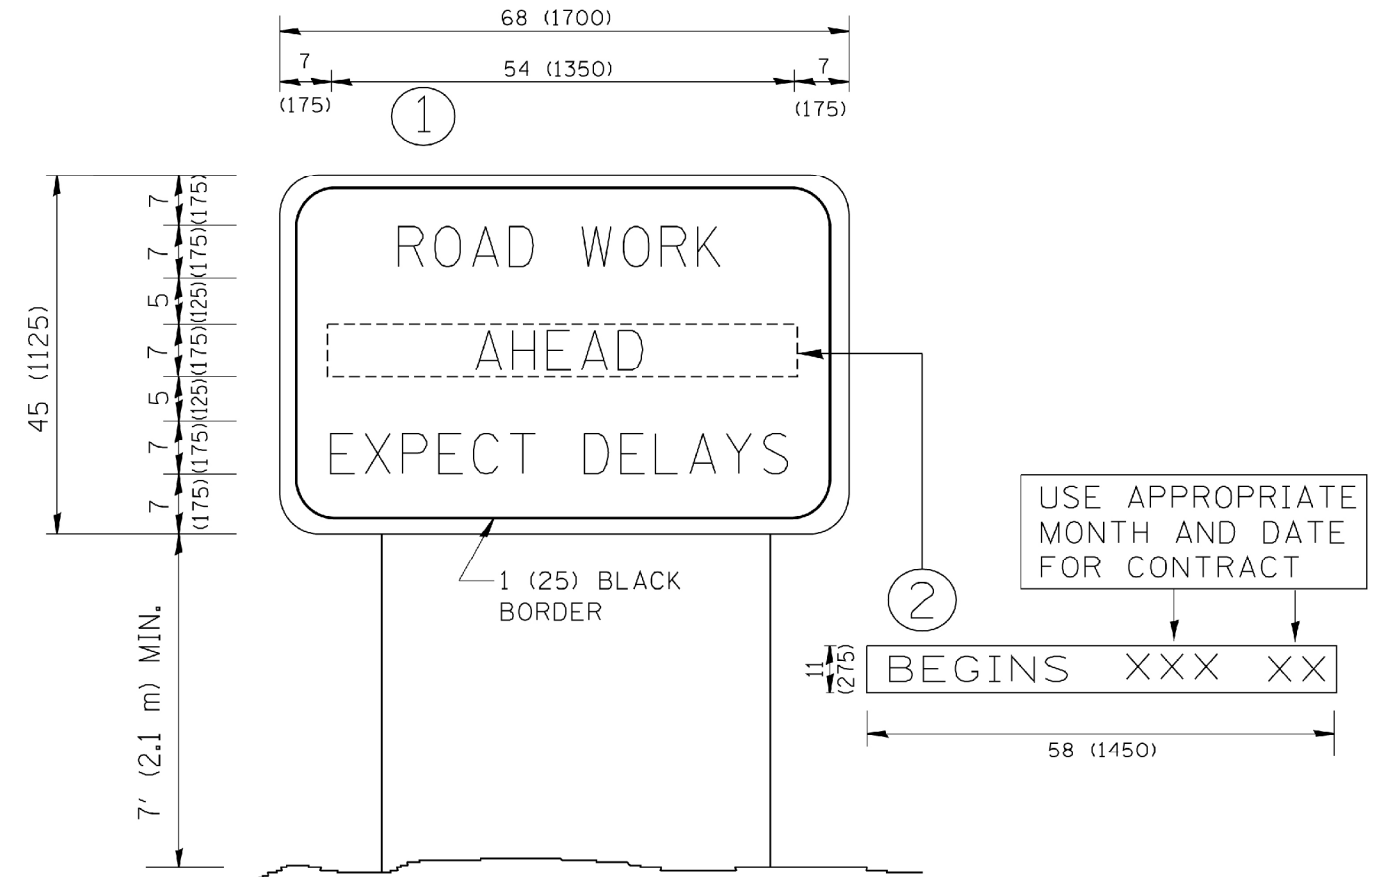 68 (1700)
7
54 (1350)
7
(175)
(175)
1
7
(175)
7
(175)
5
(125)
7
(175)
5
(125)
7
(175)
7
(175)
45 (1125)
ROAD WORK
AHEAD
EXPECT DELAYS
1 (25) BLACK
BORDER
7' (2.1 m) MIN.
USE APPROPRIATE
MONTH AND DATE
FOR CONTRACT
2
11
(275)
BEGINS XXX XX
58 (1450)